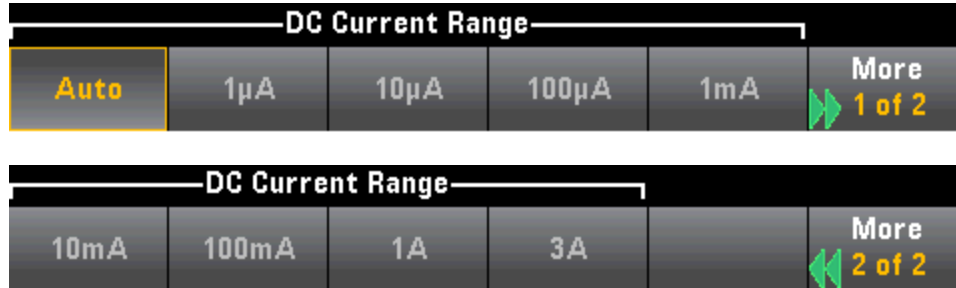 DC Current Range
Auto 1µA 10µA 100µA 1mA More
1 of 2
DC Current Range
10mA 100mA 1A 3A More
2 of 2